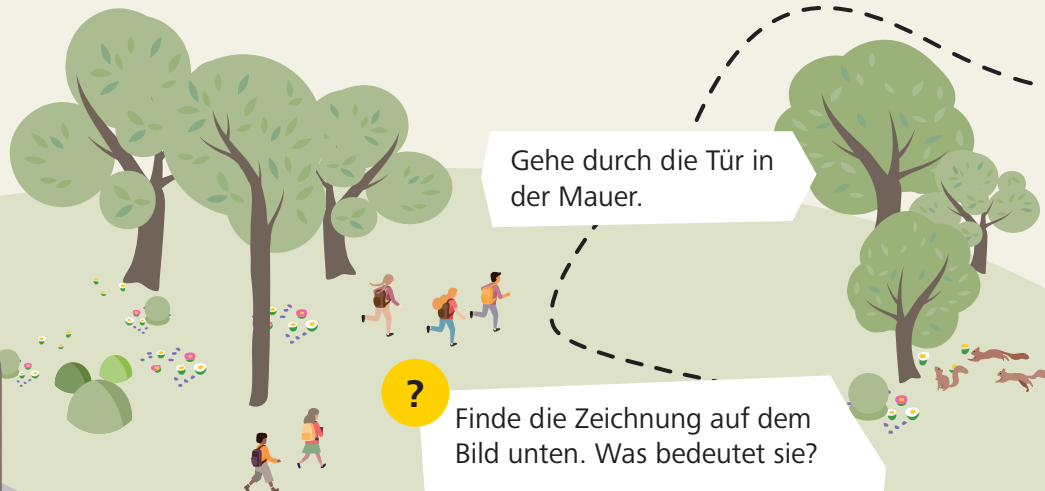 Gehe durch die Tür in
der Mauer.
?
Finde die Zeichnung auf dem
Bild unten. Was bedeutet sie?